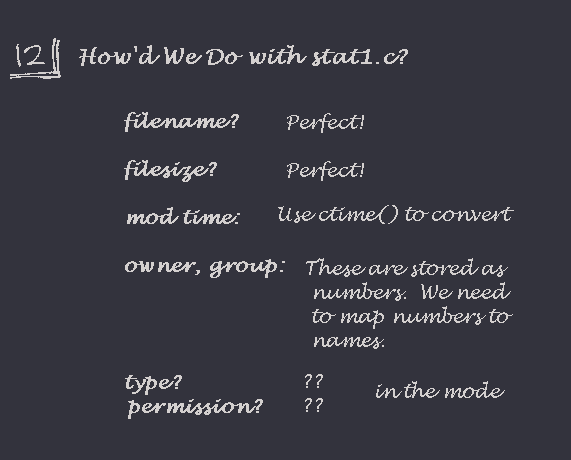 12 How'd We Do with stat1.c?
filename? Perfect!
filesize? Perfect!
mod time: Use ctime() to convert
owner, group: These are stored as
numbers. We need
to map numbers to
names.
type? ??
in the mode
permission? ??